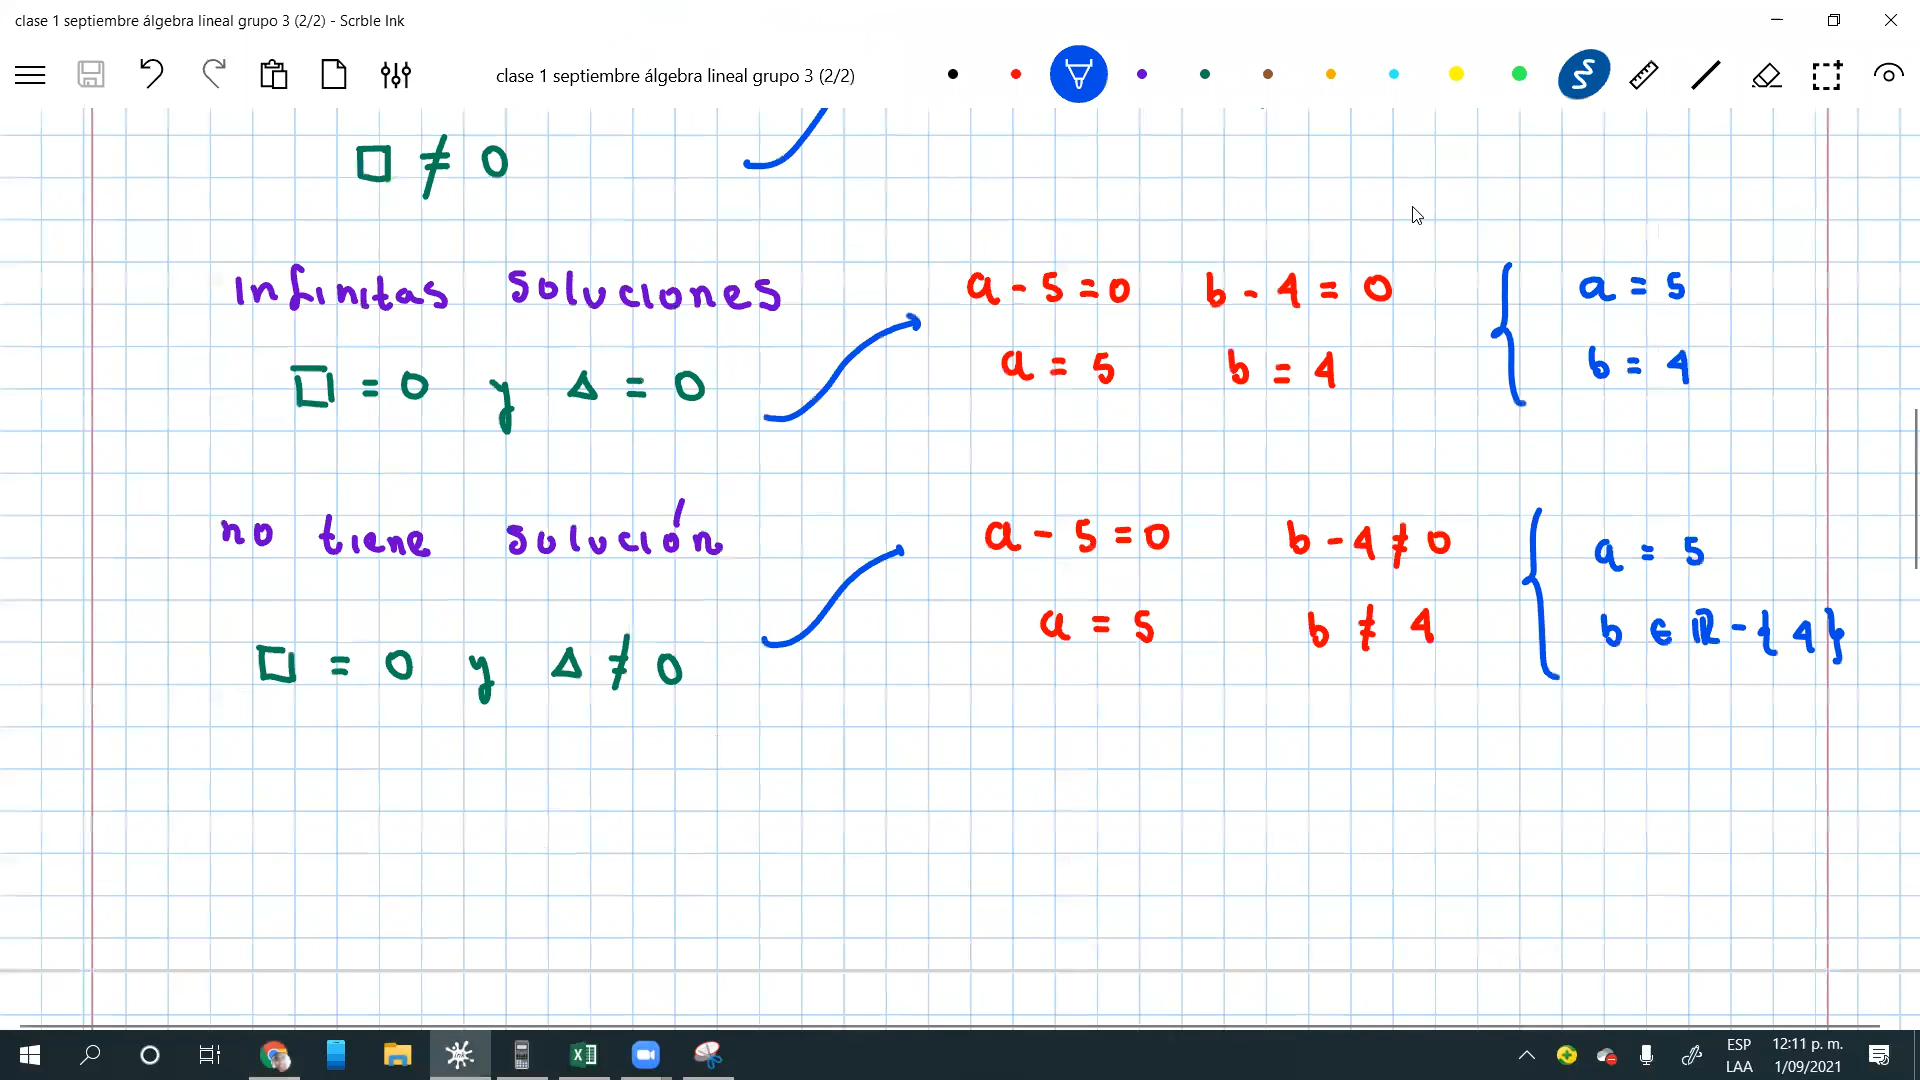 clase 1 septiembre álgebra lineal grupo 3 (2/2) - Scrble Ink
clase 1 septiembre álgebra lineal grupo 3 (2/2)
□ ≠ 0
Infinitas soluciones
a - 5 = 0 b - 4 = 0
a = 5
□ = 0 y Δ = 0
a = 5 b = 4
b = 4
no tiene solución
a - 5 = 0 b - 4 ≠ 0
a = 5
□ = 0 y Δ ≠ 0
a = 5 b ≠ 4
b ∈ ℝ - { 4 }
ESP
LAA
12:11 p. m.
1/09/2021